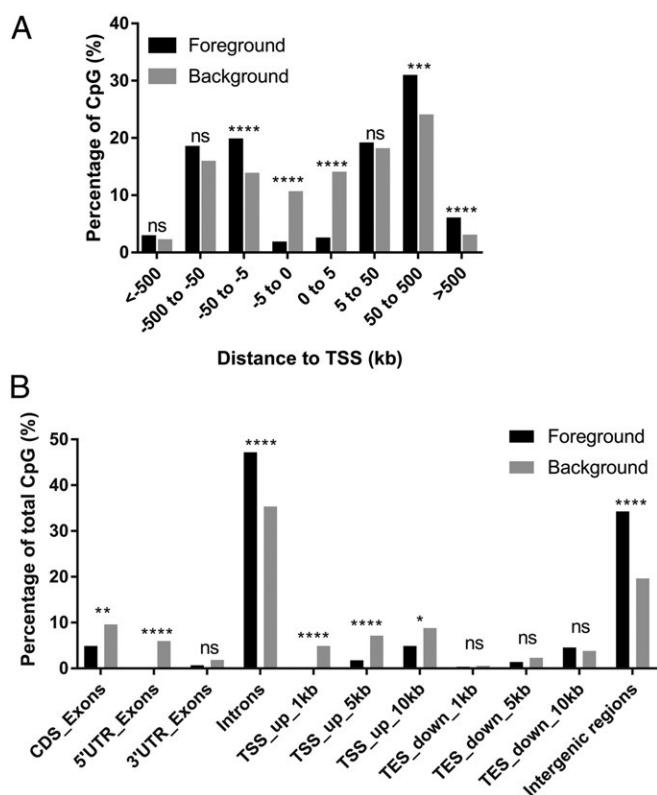 A
Percentage of CpG (%)
40
30
20
10
0
Foreground
Background
ns
ns
****
****
****
ns
***
****
<-500
-500 to -50
-50 to -5
-5 to 0
0 to 5
5 to 50
50 to 500
>500
Distance to TSS (kb)
B
Percentage of total CpG (%)
50
40
30
20
10
0
Foreground
Background
**
****
ns
****
****
****
*
ns
ns
ns
****
CDS_Exons
5'UTR_Exons
3'UTR_Exons
Introns
TSS_up_1kb
TSS_up_5kb
TSS_up_10kb
TES_down_1kb
TES_down_5kb
TES_down_10kb
Intergenic regions